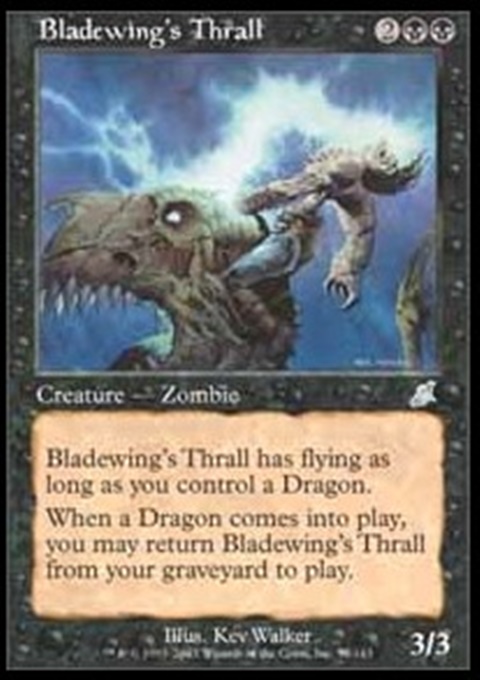 Bladewing's Thrall 2
Creature — Zombie
Bladewing's Thrall has flying as
long as you control a Dragon.
When a Dragon comes into play,
you may return Bladewing's Thrall
from your graveyard to play.
Illus. Kev Walker
3/3